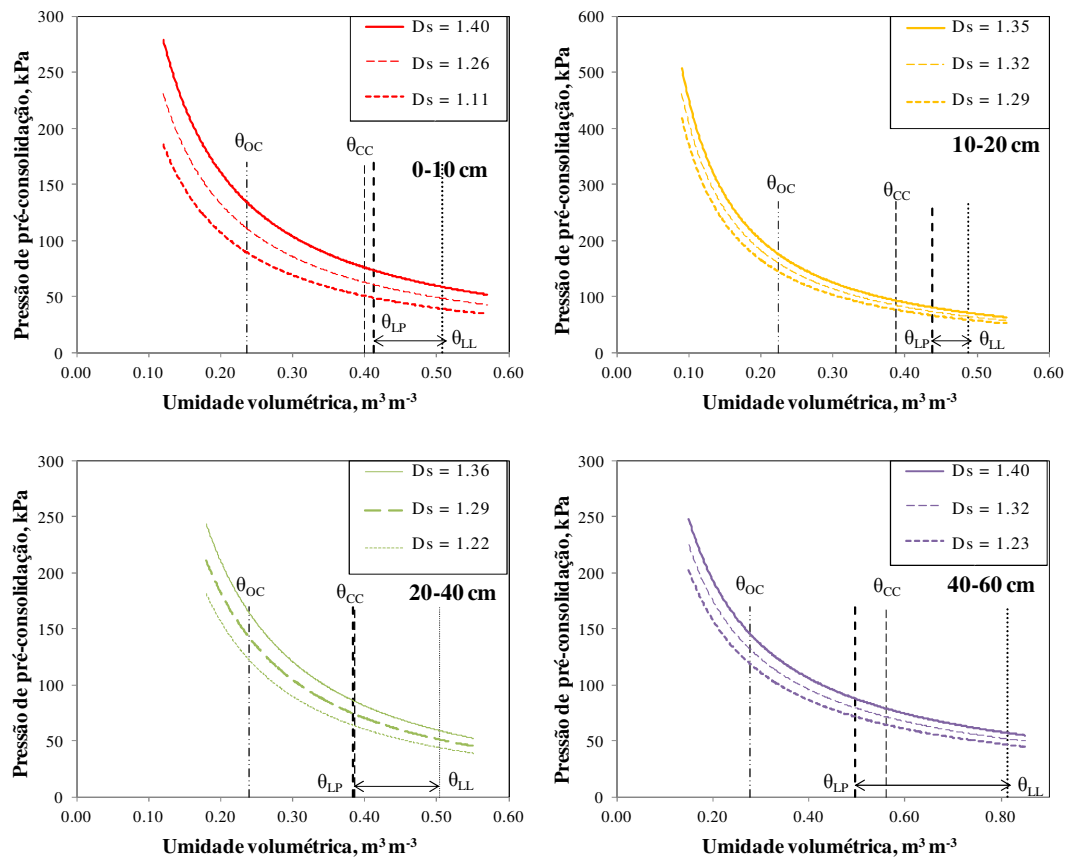 Pressão de pré-consolidação, kPa
300
250
200
150
100
50
0
Ds = 1.40
Ds = 1.26
Ds = 1.11
θOC
θCC
0-10 cm
θLP
θLL
0.00 0.10 0.20 0.30 0.40 0.50 0.60
Umidade volumétrica, m³ m⁻³
Pressão de pré-consolidação, kPa
600
500
400
300
200
100
0
Ds = 1.35
Ds = 1.32
Ds = 1.29
10-20 cm
θOC
θCC
θLP
θLL
0.00 0.10 0.20 0.30 0.40 0.50 0.60
Umidade volumétrica, m³ m⁻³
Pressão de pré-consolidação, kPa
300
250
200
150
100
50
0
Ds = 1.36
Ds = 1.29
Ds = 1.22
θOC
θCC
20-40 cm
θLP
θLL
0.00 0.10 0.20 0.30 0.40 0.50 0.60
Umidade volumétrica, m³ m⁻³
Pressão de pré-consolidação, kPa
300
250
200
150
100
50
0
Ds = 1.40
Ds = 1.32
Ds = 1.23
θOC
θCC
40-60 cm
θLP
θLL
0.00 0.20 0.40 0.60 0.80
Umidade volumétrica, m³ m⁻³